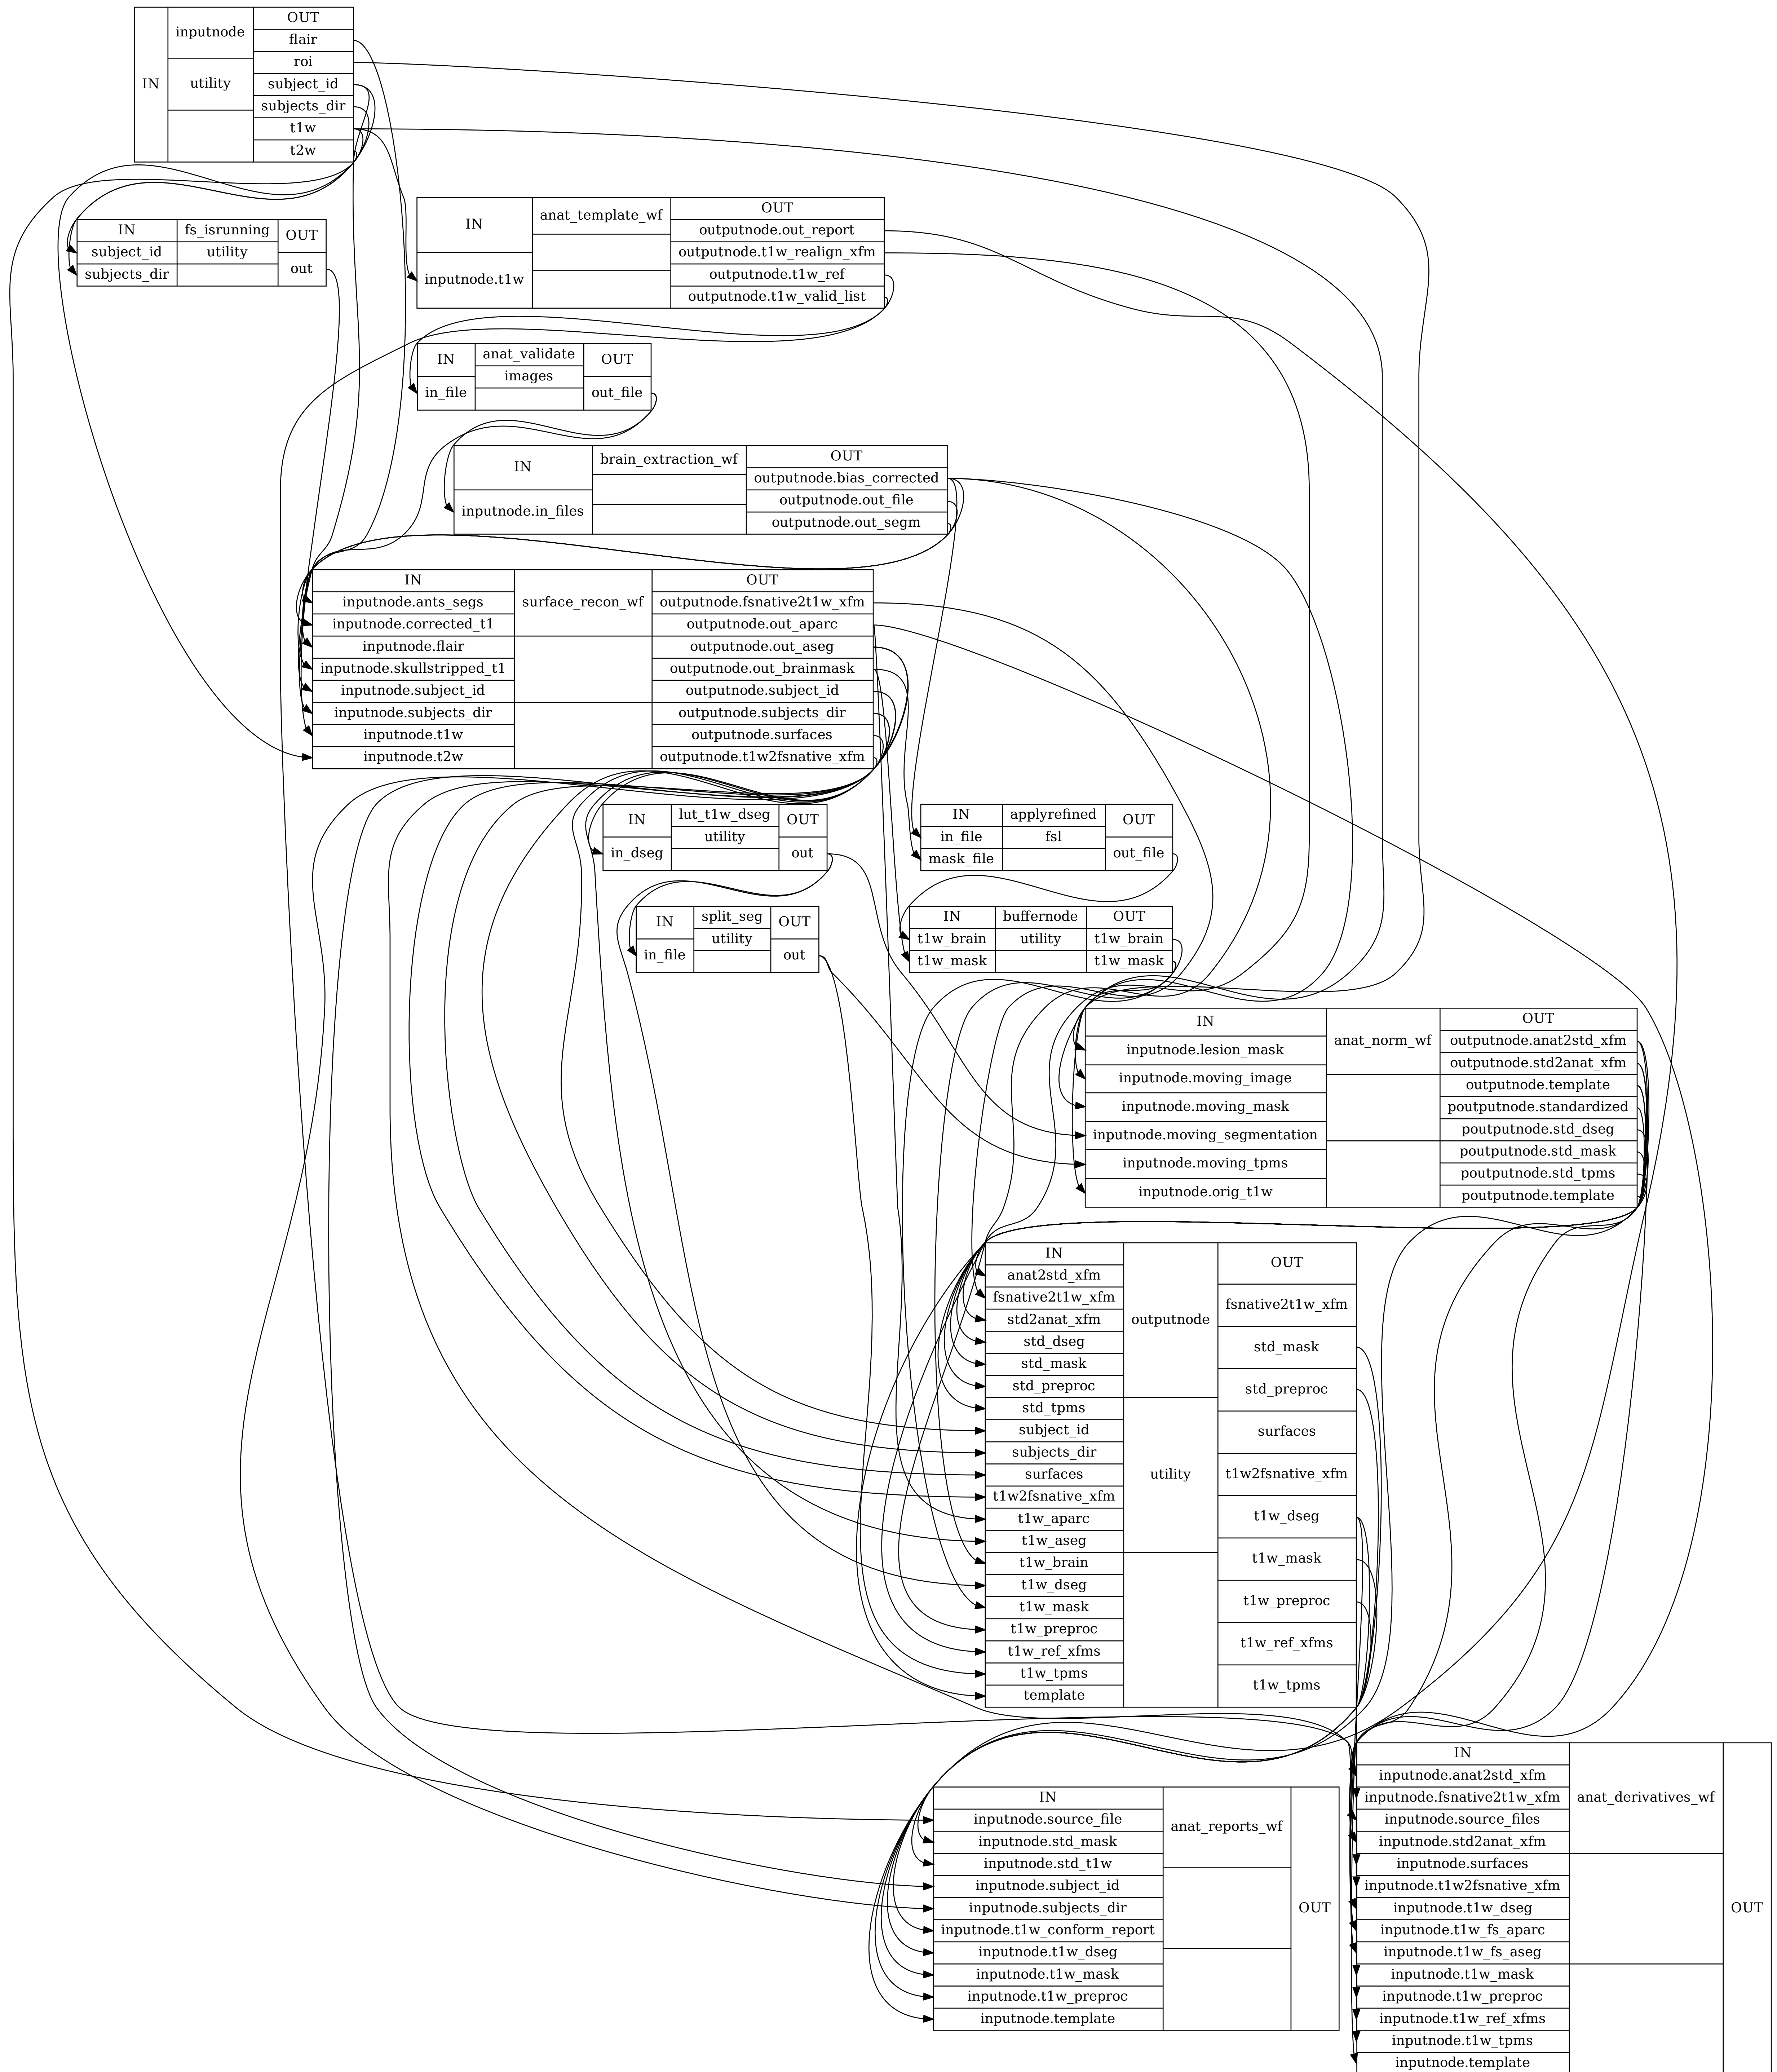 IN
inputnode
utility
OUT
flair
roi
subject_id
subjects_dir
t1w
t2w
IN
subject_id
subjects_dir
fs_isrunning
utility
OUT
out
IN
inputnode.t1w
anat_template_wf
OUT
outputnode.out_report
outputnode.t1w_realign_xfm
outputnode.t1w_ref
outputnode.t1w_valid_list
IN
in_file
anat_validate
images
OUT
out_file
IN
inputnode.in_files
brain_extraction_wf
OUT
outputnode.bias_corrected
outputnode.out_file
outputnode.out_segm
IN
inputnode.ants_segs
inputnode.corrected_t1
inputnode.flair
inputnode.skullstripped_t1
inputnode.subject_id
inputnode.subjects_dir
inputnode.t1w
inputnode.t2w
surface_recon_wf
OUT
outputnode.fsnative2t1w_xfm
outputnode.out_aparc
outputnode.out_aseg
outputnode.out_brainmask
outputnode.subject_id
outputnode.subjects_dir
outputnode.surfaces
outputnode.t1w2fsnative_xfm
IN
in_dseg
lut_t1w_dseg
utility
OUT
out
IN
in_file
mask_file
applyrefined
fsl
OUT
out_file
IN
in_file
split_seg
utility
OUT
out
IN
t1w_brain
t1w_mask
buffernode
utility
OUT
t1w_brain
t1w_mask
IN
inputnode.lesion_mask
inputnode.moving_image
inputnode.moving_mask
inputnode.moving_segmentation
inputnode.moving_tpms
inputnode.orig_t1w
anat_norm_wf
OUT
outputnode.anat2std_xfm
outputnode.std2anat_xfm
outputnode.template
poutputnode.standardized
poutputnode.std_dseg
poutputnode.std_mask
poutputnode.std_tpms
poutputnode.template
IN
anat2std_xfm
fsnative2t1w_xfm
std2anat_xfm
std_dseg
std_mask
std_preproc
std_tpms
subject_id
subjects_dir
surfaces
t1w2fsnative_xfm
t1w_aparc
t1w_aseg
t1w_brain
t1w_dseg
t1w_mask
t1w_preproc
t1w_ref_xfms
t1w_tpms
template
outputnode
utility
OUT
fsnative2t1w_xfm
std_mask
std_preproc
surfaces
t1w2fsnative_xfm
t1w_dseg
t1w_mask
t1w_preproc
t1w_ref_xfms
t1w_tpms
IN
inputnode.source_file
inputnode.std_mask
inputnode.std_t1w
inputnode.subject_id
inputnode.subjects_dir
inputnode.t1w_conform_report
inputnode.t1w_dseg
inputnode.t1w_mask
inputnode.t1w_preproc
inputnode.template
anat_reports_wf
OUT
IN
inputnode.anat2std_xfm
inputnode.fsnative2t1w_xfm
inputnode.source_files
inputnode.std2anat_xfm
inputnode.surfaces
inputnode.t1w2fsnative_xfm
inputnode.t1w_dseg
inputnode.t1w_fs_aparc
inputnode.t1w_fs_aseg
inputnode.t1w_mask
inputnode.t1w_preproc
inputnode.t1w_ref_xfms
inputnode.t1w_tpms
inputnode.template
anat_derivatives_wf
OUT